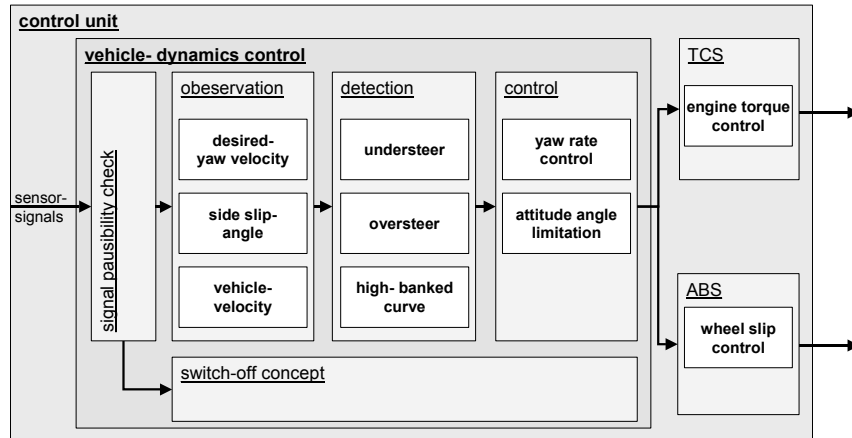 control unit
vehicle- dynamics control
sensor-
signals
signal pausibility check
obeservation
desired-
yaw velocity
side slip-
angle
vehicle-
velocity
detection
understeer
oversteer
high- banked
curve
control
yaw rate
control
attitude angle
limitation
switch-off concept
TCS
engine torque
control
ABS
wheel slip
control